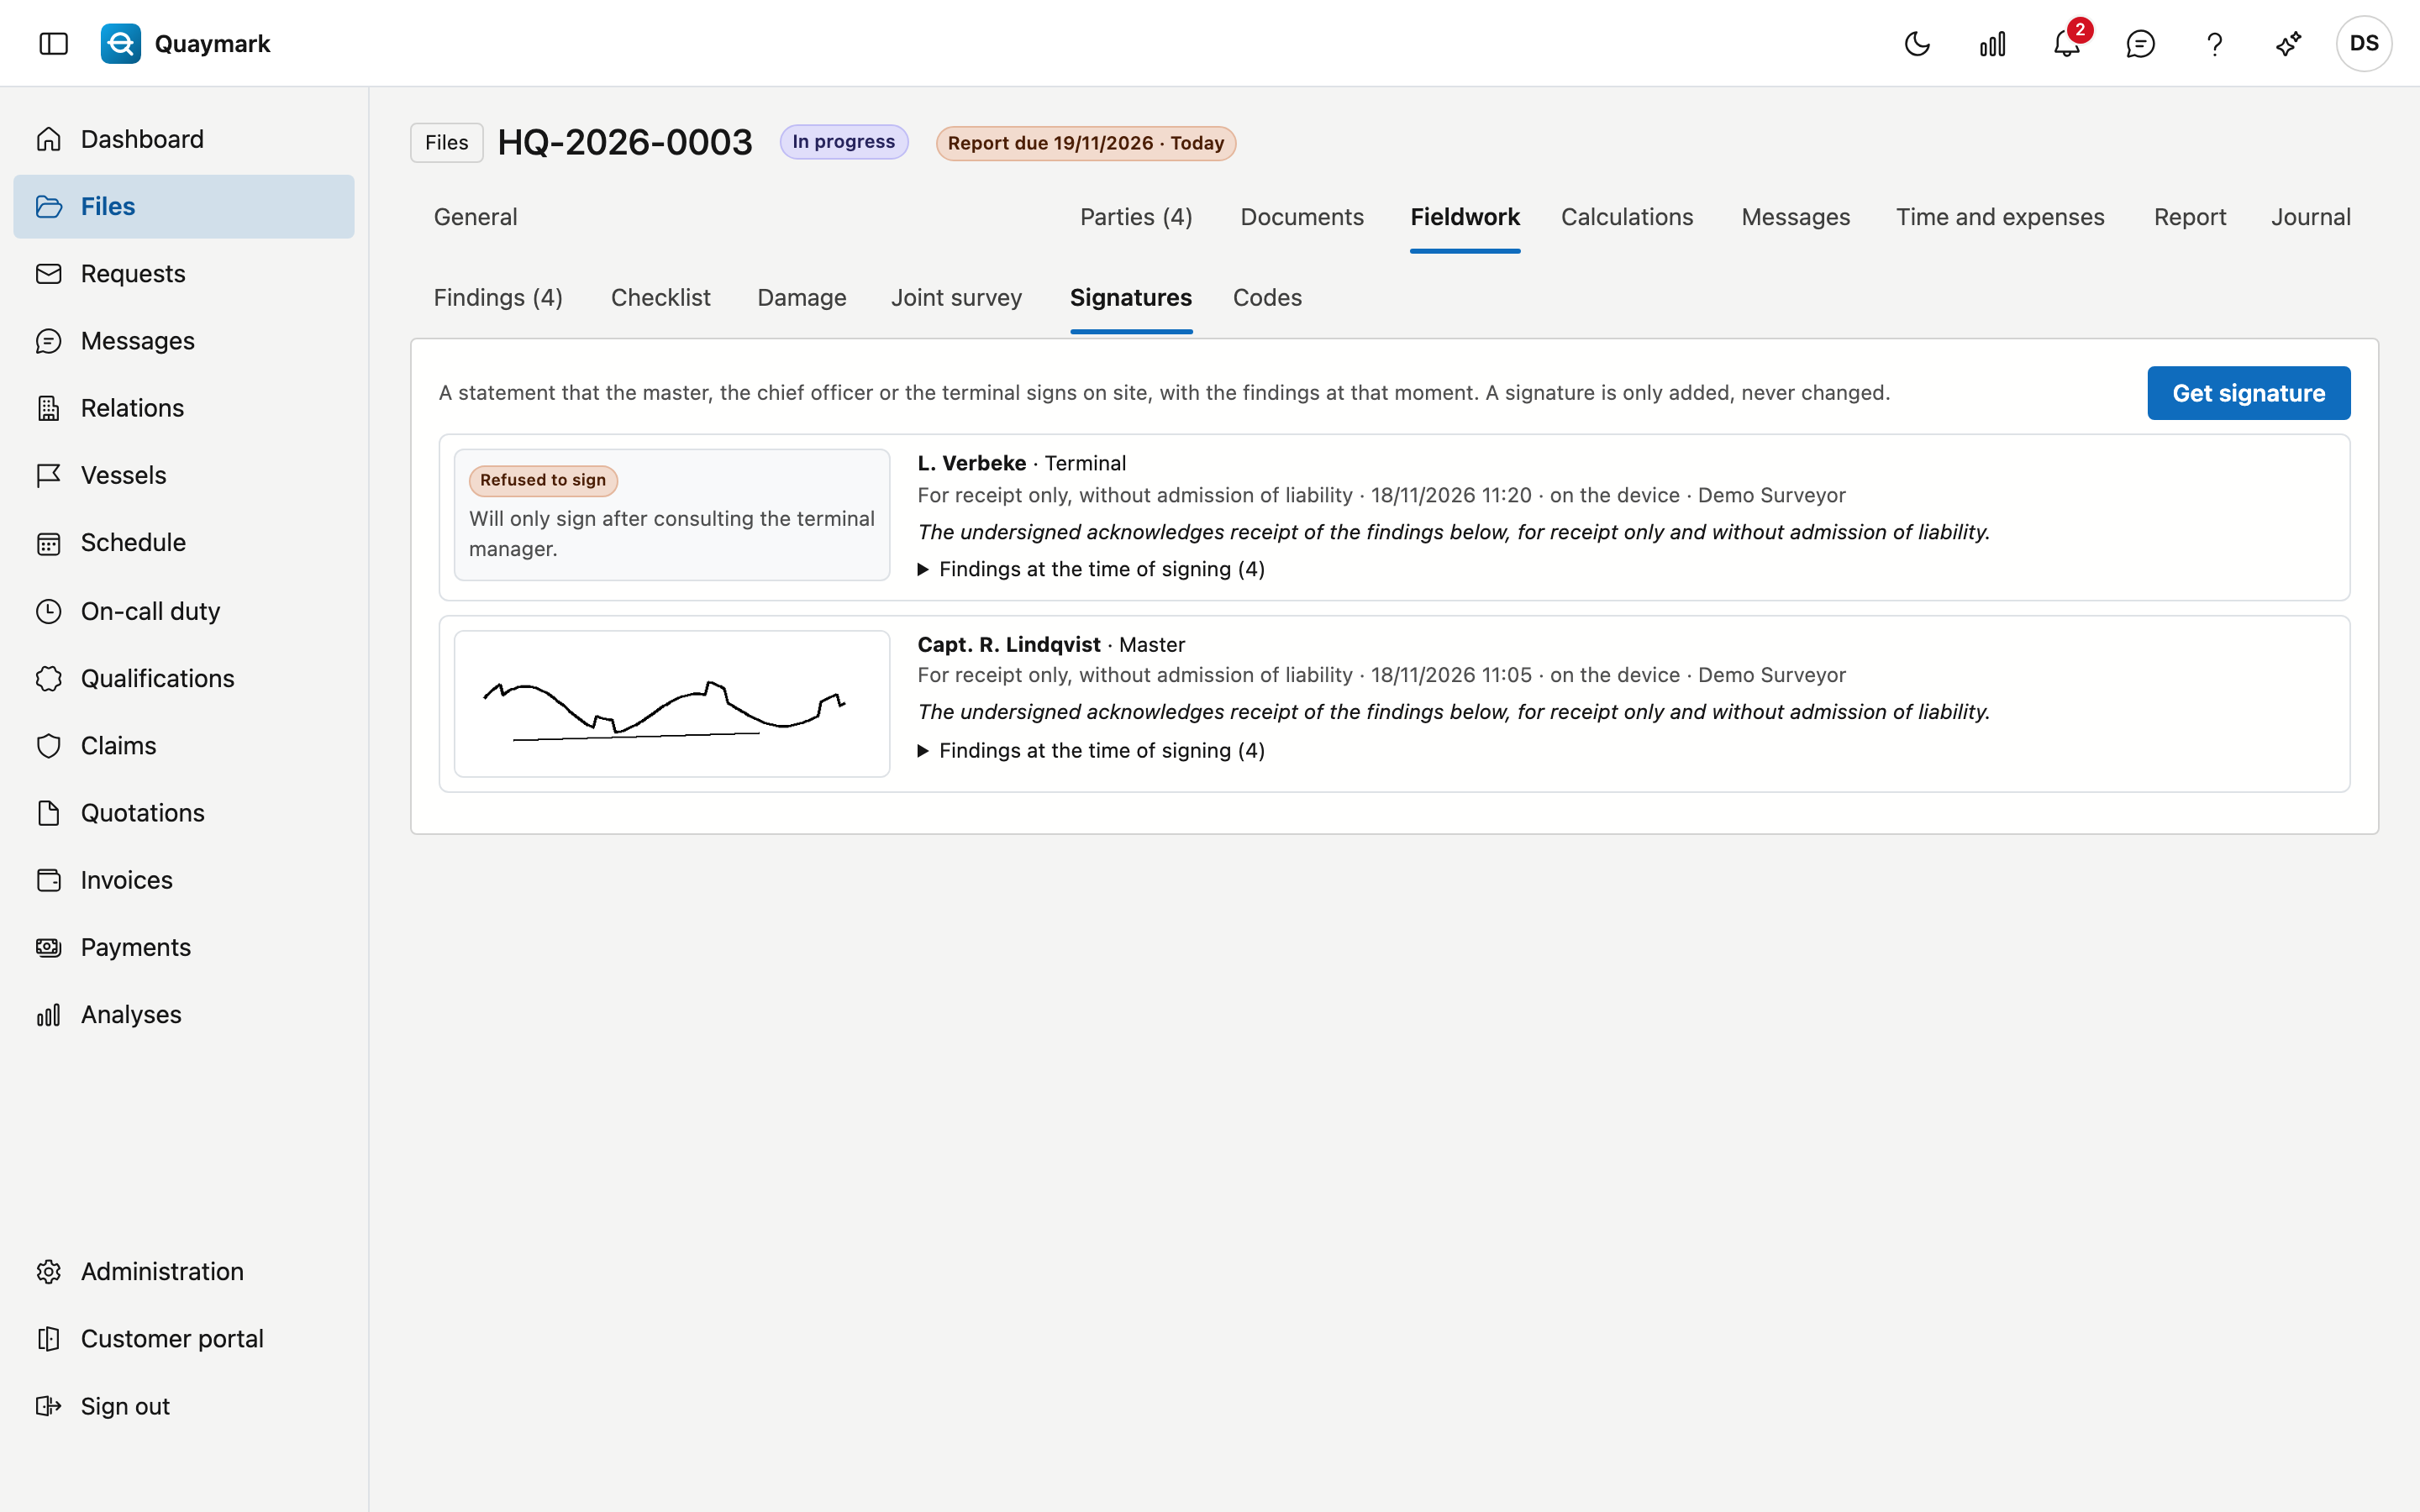 Quaymark
2
DS
Dashboard
Files
Requests
Messages
Relations
Vessels
Schedule
On-call duty
Qualifications
Claims
Quotations
Invoices
Payments
Analyses
Administration
Customer portal
Sign out
Files HQ-2026-0003 In progress Report due 19/11/2026 · Today
General Parties (4) Documents Fieldwork Calculations Messages Time and expenses Report Journal
Findings (4) Checklist Damage Joint survey Signatures Codes
A statement that the master, the chief officer or the terminal signs on site, with the findings at that moment. A signature is only added, never changed.
Get signature
Refused to sign
Will only sign after consulting the terminal
manager.
L. Verbeke · Terminal
For receipt only, without admission of liability · 18/11/2026 11:20 · on the device · Demo Surveyor
The undersigned acknowledges receipt of the findings below, for receipt only and without admission of liability.
Findings at the time of signing (4)
Capt. R. Lindqvist · Master
For receipt only, without admission of liability · 18/11/2026 11:05 · on the device · Demo Surveyor
The undersigned acknowledges receipt of the findings below, for receipt only and without admission of liability.
Findings at the time of signing (4)